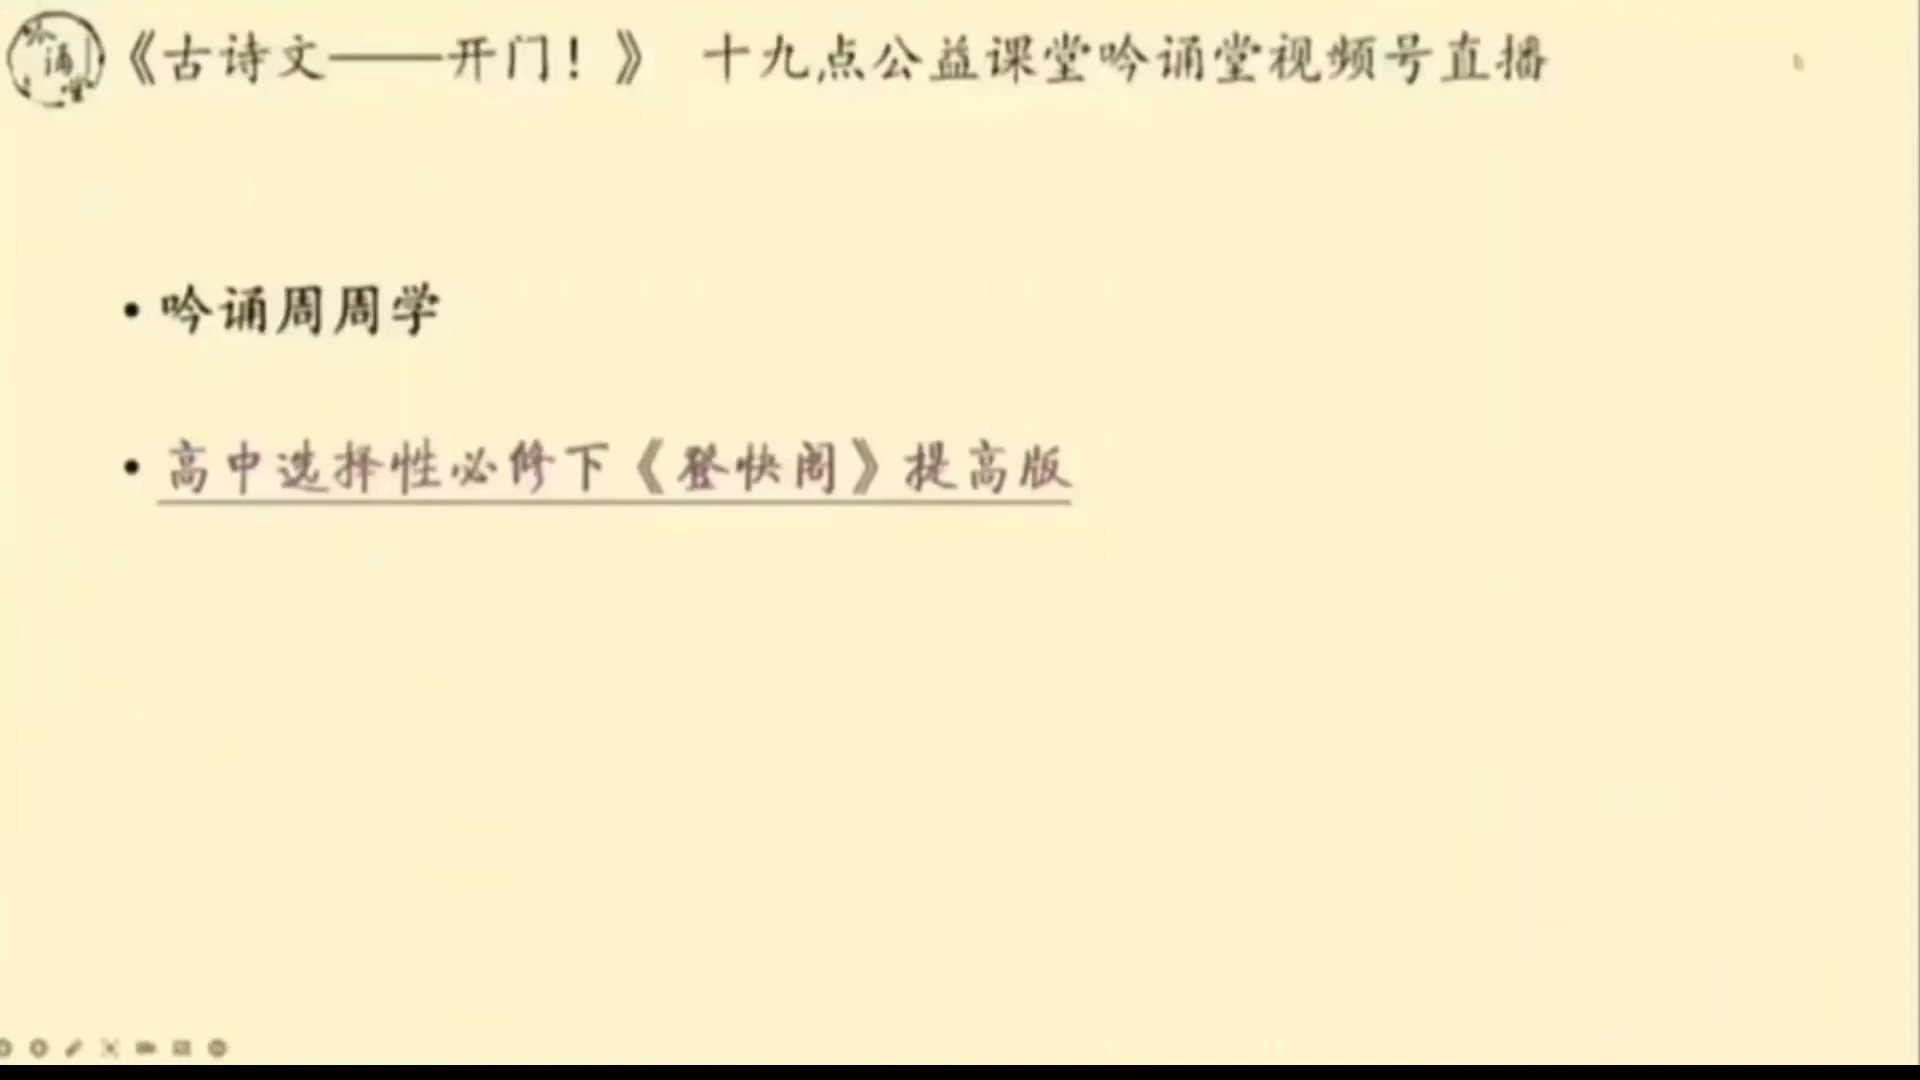 《古诗文——开门！》 十九点公益课堂吟诵堂视频号直播
• 吟诵周周学
• 高中选择性必修下《登快阁》提高版